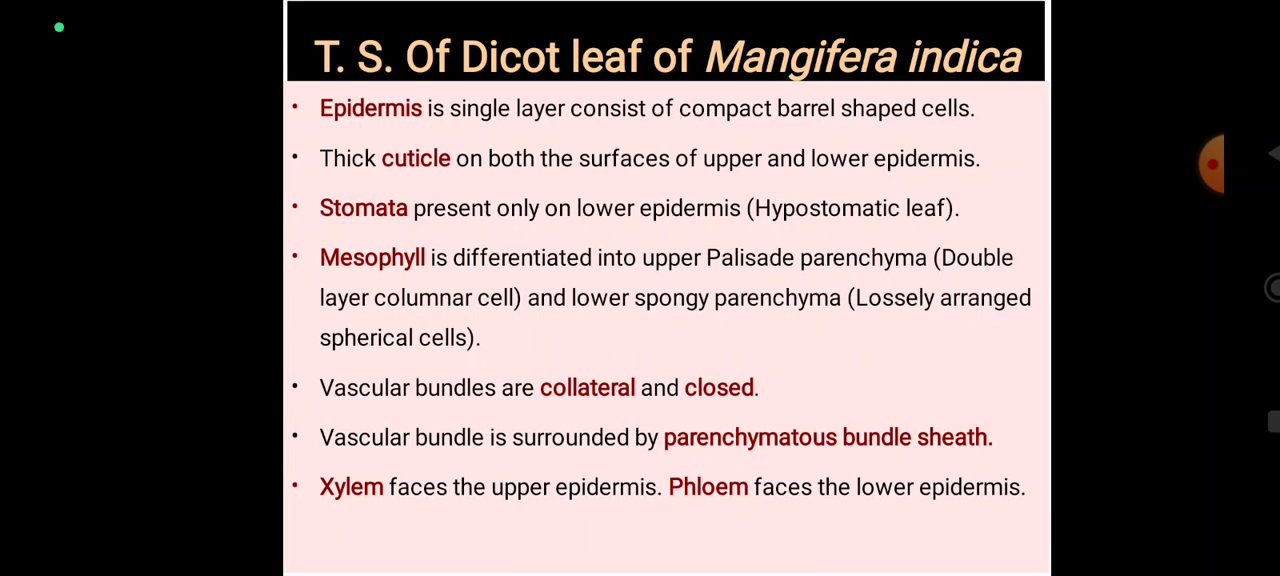 T. S. Of Dicot leaf of Mangifera indica
• Epidermis is single layer consist of compact barrel shaped cells.
• Thick cuticle on both the surfaces of upper and lower epidermis.
• Stomata present only on lower epidermis (Hypostomatic leaf).
• Mesophyll is differentiated into upper Palisade parenchyma (Double
layer columnar cell) and lower spongy parenchyma (Lossely arranged
spherical cells).
• Vascular bundles are collateral and closed.
• Vascular bundle is surrounded by parenchymatous bundle sheath.
• Xylem faces the upper epidermis. Phloem faces the lower epidermis.